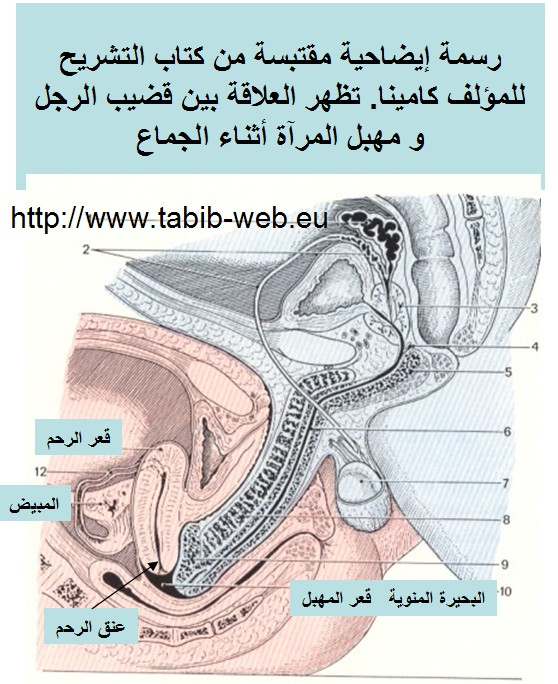 رسمة إيضاحية مقتبسة من كتاب التشريح
للمؤلف كامينا. تظهر العلاقة بين قضيب الرجل
و مهبل المرآة أثناء الجماع
http://www.tabib-web.eu
2
3
4
5
6
قعر الرحم
12
7
المبيض
8
9
10
البحيرة المنوية قعر المهبل
عنق الرحم